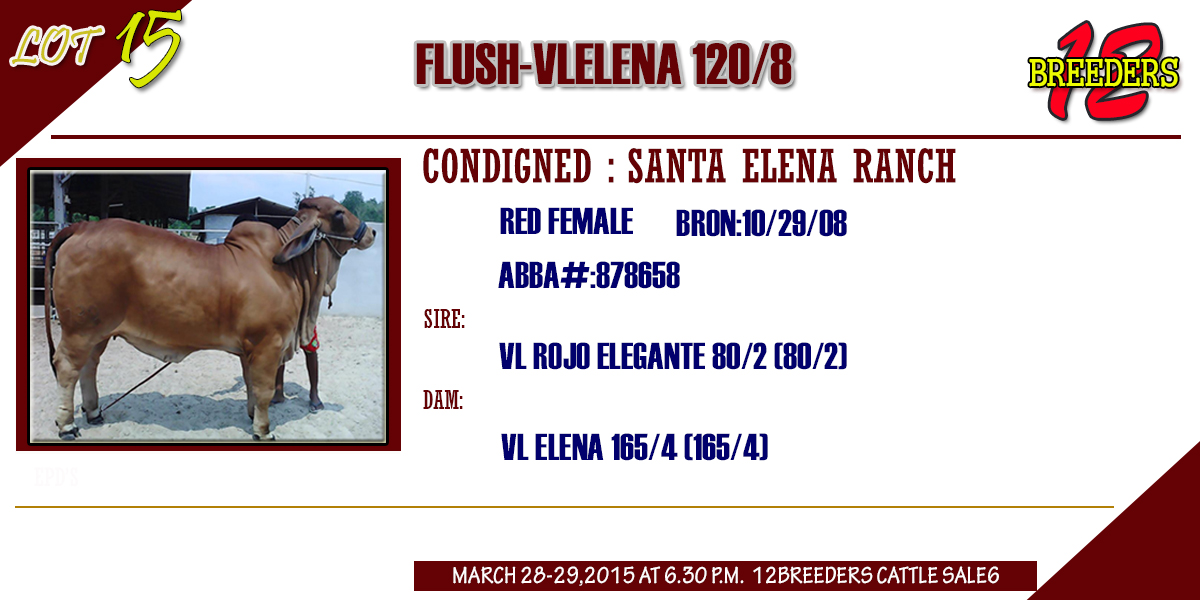 LOT 15
FLUSH-VLELENA 120/8
12
BREEDERS
CONDIGNED : SANTA ELENA RANCH
RED FEMALE BRON:10/29/08
ABBA#:878658
SIRE:
VL ROJO ELEGANTE 80/2 (80/2)
DAM:
VL ELENA 165/4 (165/4)
EPD'S
MARCH 28-29,2015 AT 6.30 P.M. 12BREEDERS CATTLE SALE6